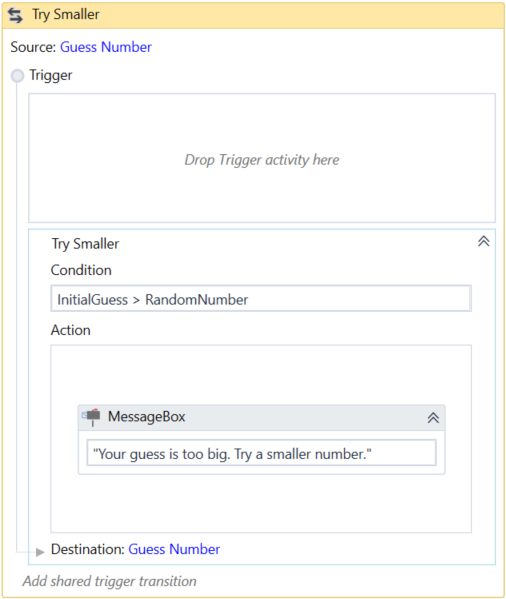 Try Smaller
Source: Guess Number
Trigger
Drop Trigger activity here
Try Smaller
Condition
InitialGuess > RandomNumber
Action
MessageBox
"Your guess is too big. Try a smaller number."
Destination: Guess Number
Add shared trigger transition